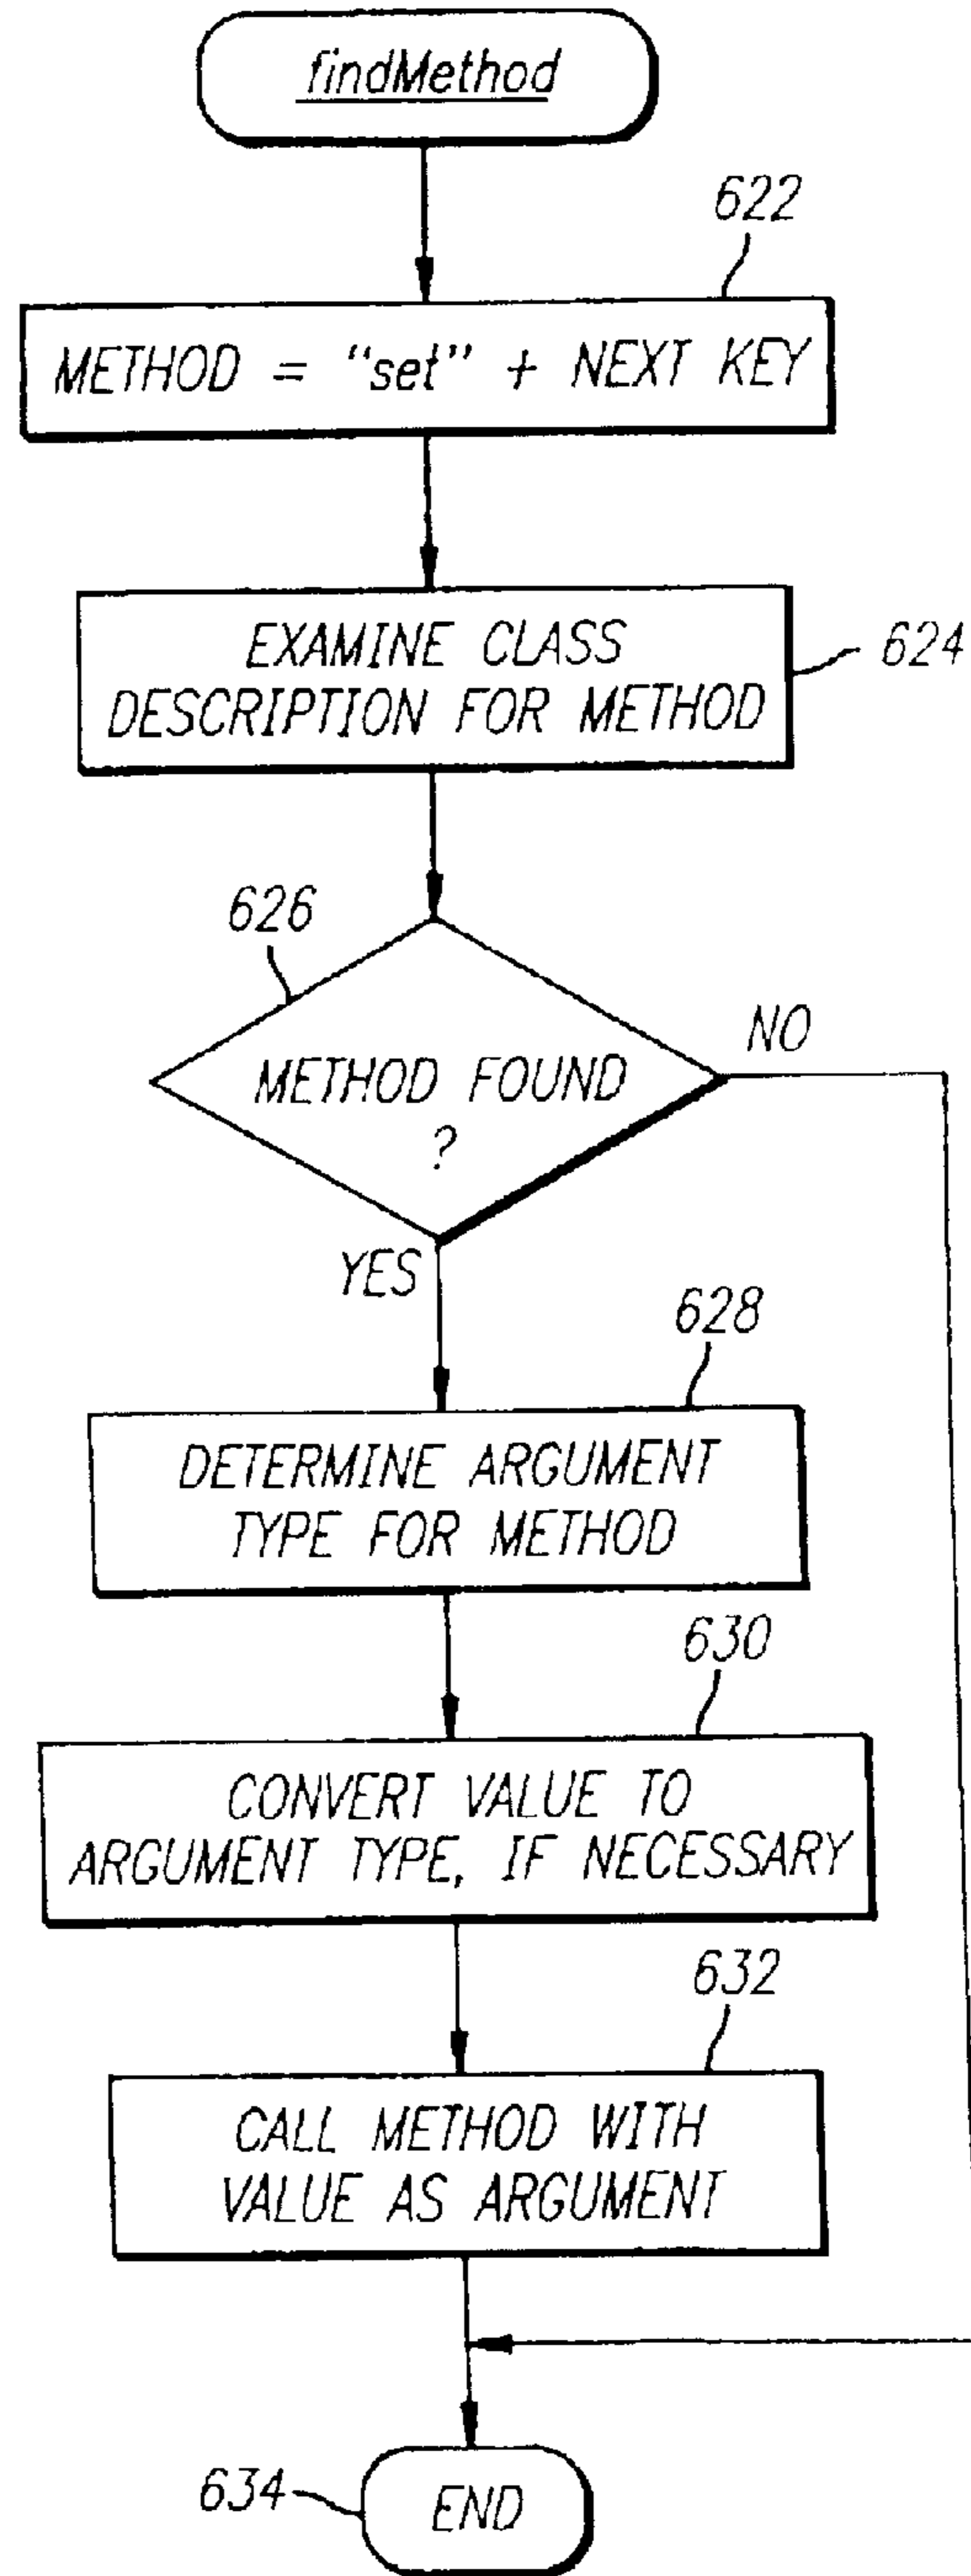 findMethod
622
METHOD = "set" + NEXT KEY
EXAMINE CLASS
DESCRIPTION FOR METHOD
624
626
METHOD FOUND
?
NO
YES
628
DETERMINE ARGUMENT
TYPE FOR METHOD
630
CONVERT VALUE TO
ARGUMENT TYPE, IF NECESSARY
632
CALL METHOD WITH
VALUE AS ARGUMENT
634
END